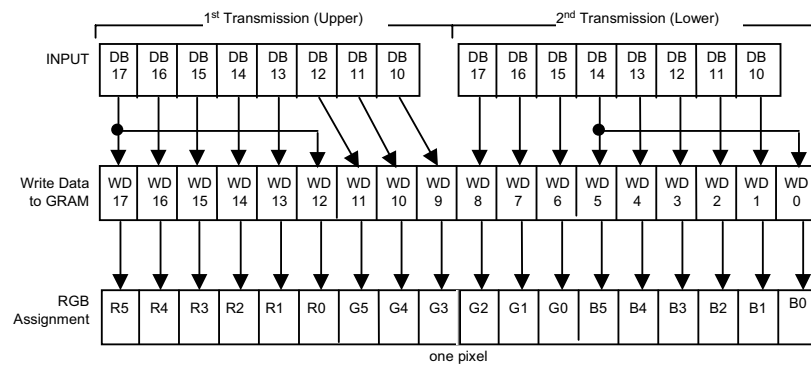 1st Transmission (Upper) 2nd Transmission (Lower)
INPUT DB 17 DB 16 DB 15 DB 14 DB 13 DB 12 DB 11 DB 10 DB 17 DB 16 DB 15 DB 14 DB 13 DB 12 DB 11 DB 10
Write Data to GRAM WD 17 WD 16 WD 15 WD 14 WD 13 WD 12 WD 11 WD 10 WD 9 WD 8 WD 7 WD 6 WD 5 WD 4 WD 3 WD 2 WD 1 WD 0
RGB Assignment R5 R4 R3 R2 R1 R0 G5 G4 G3 G2 G1 G0 B5 B4 B3 B2 B1 B0
one pixel